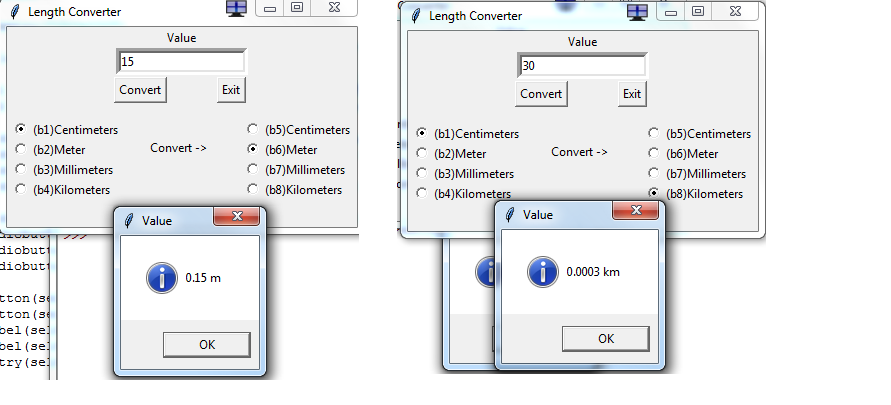 Length Converter
Value
15
Convert Exit
(b1)Centimeters (b5)Centimeters
(b2)Meter Convert -> (b6)Meter
(b3)Millimeters (b7)Millimeters
(b4)Kilometers (b8)Kilometers
Value
0.15 m
OK
>>>
diobutt
diobutt
tton(sel
tton(sel
bel(sel
bel(sel
try(sel
Length Converter
Value
30
Convert Exit
(b1)Centimeters (b5)Centimeters
(b2)Meter Convert -> (b6)Meter
(b3)Millimeters (b7)Millimeters
(b4)Kilometers (b8)Kilometers
Value
0.0003 km
OK